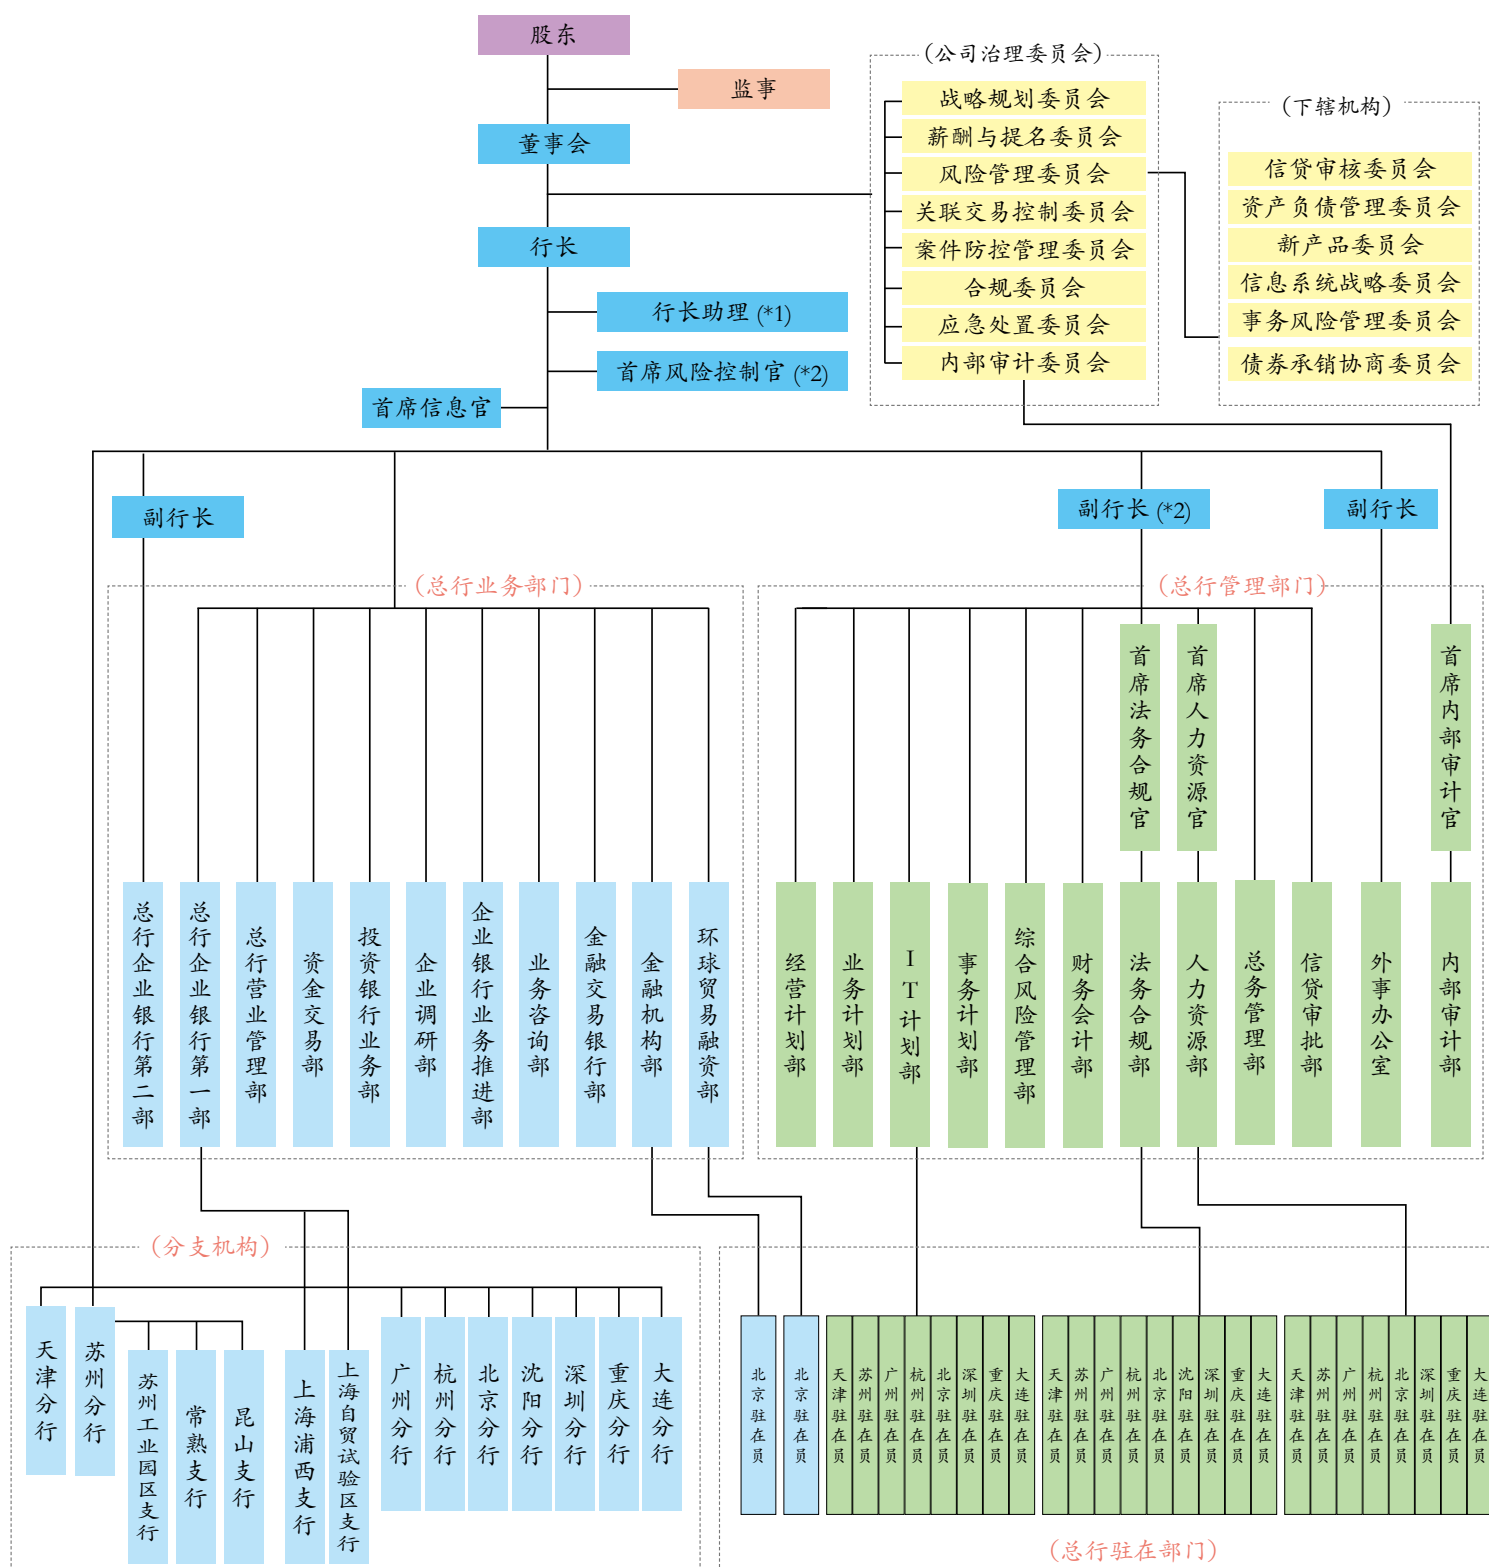 股东
监事
董事会
行长
行长助理 (*1)
首席风险控制官 (*2)
首席信息官
(公司治理委员会)
战略规划委员会
薪酬与提名委员会
风险管理委员会
关联交易控制委员会
案件防控管理委员会
合规委员会
应急处置委员会
内部审计委员会
(下辖机构)
信贷审核委员会
资产负债管理委员会
新产品委员会
信息系统战略委员会
事务风险管理委员会
债券承销协商委员会
副行长
副行长 (*2)
副行长
(总行业务部门)
(总行管理部门)
首席法务合规官
首席人力资源官
首席内部审计官
总行企业银行第二部
总行企业银行第一部
总行营业管理部
资金交易部
投资银行业务部
企业调研部
企业银行业务推进部
业务咨询部
金融交易银行部
金融机构部
环球贸易融资部
经营计划部
业务计划部
IT计划部
事务计划部
综合风险管理部
财务会计部
法务合规部
人力资源部
总务管理部
信贷审批部
外事办公室
内部审计部
(分支机构)
天津分行
苏州分行
苏州工业园区支行
常熟支行
昆山支行
上海浦西支行
上海自贸试验区支行
广州分行
杭州分行
北京分行
沈阳分行
深圳分行
重庆分行
大连分行
北京驻在员
北京驻在员
天津驻在员
苏州驻在员
广州驻在员
杭州驻在员
北京驻在员
深圳驻在员
重庆驻在员
大连驻在员
天津驻在员
苏州驻在员
广州驻在员
杭州驻在员
北京驻在员
沈阳驻在员
深圳驻在员
重庆驻在员
大连驻在员
天津驻在员
苏州驻在员
广州驻在员
杭州驻在员
北京驻在员
深圳驻在员
重庆驻在员
大连驻在员
(总行驻在部门)